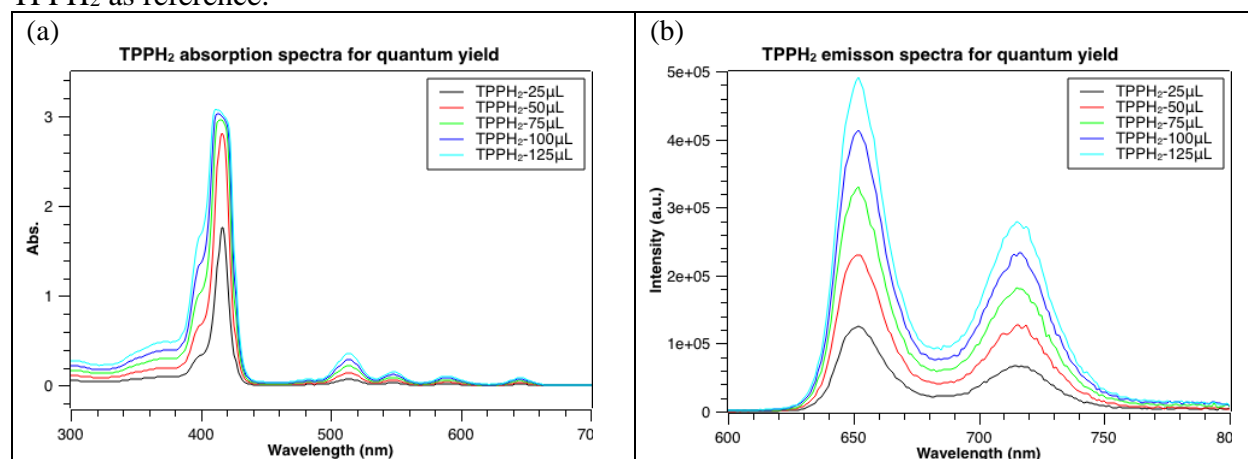 TPPH₂ as reference.
(a)
TPPH₂ absorption spectra for quantum yield
TPPH₂-25µL
TPPH₂-50µL
TPPH₂-75µL
TPPH₂-100µL
TPPH₂-125µL
Abs.
3
2
1
0
300 400 500 600 70
Wavelength (nm)
(b)
TPPH₂ emisson spectra for quantum yield
TPPH₂-25µL
TPPH₂-50µL
TPPH₂-75µL
TPPH₂-100µL
TPPH₂-125µL
Intensity (a.u.)
5e+05
4e+05
3e+05
2e+05
1e+05
0
600 650 700 750 80
Wavelength (nm)